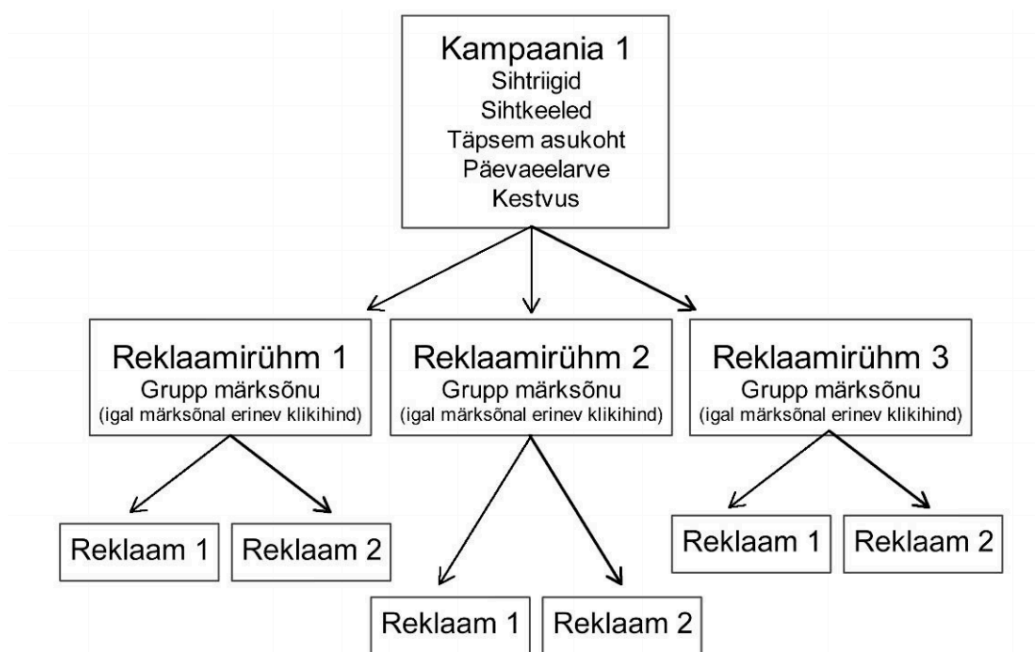 Kampaania 1
Sihtriigid
Sihtkeeled
Täpsem asukoht
Päevaeelarve
Kestvus
Reklaamirühm 1
Grupp märksõnu
(igal märksõnal erinev klikihind)
Reklaamirühm 2
Grupp märksõnu
(igal märksõnal erinev klikihind)
Reklaamirühm 3
Grupp märksõnu
(igal märksõnal erinev klikihind)
Reklaam 1
Reklaam 2
Reklaam 1
Reklaam 2
Reklaam 1
Reklaam 2